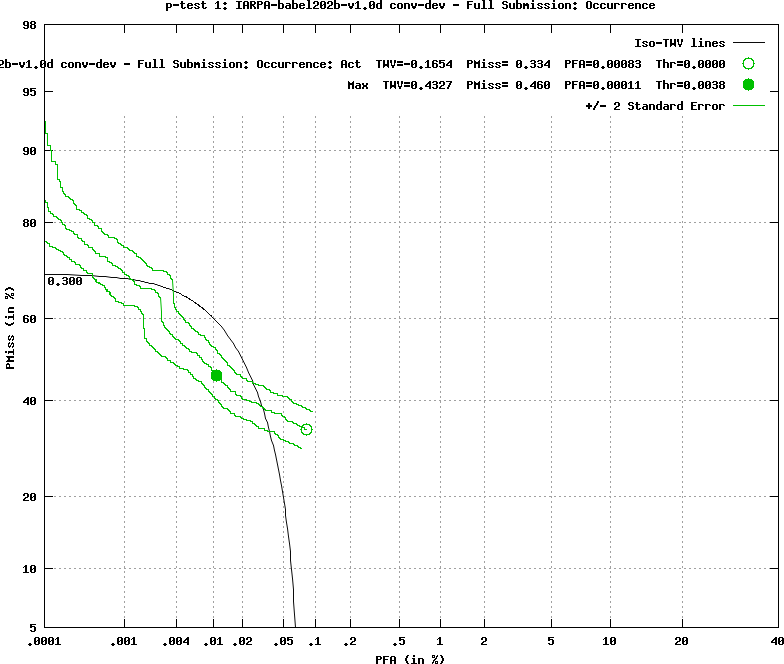 p-test 1: IARPA-babel202b-v1.0d conv-dev - Full Submission: Occurrence
Iso-TWV lines
2b-v1.0d conv-dev - Full Submission: Occurrence: Act TWV=-0.1654 PMiss= 0.334 PFA=0.00083 Thr=0.0000
Max TWV=0.4327 PMiss= 0.460 PFA=0.00011 Thr=0.0038
+/- 2 Standard Error
98
95
90
80
60
40
20
10
5
PMiss (in %)
0.300
.0001 .001 .004 .01 .02 .05 .1 .2 .5 1 2 5 10 20 40
PFA (in %)